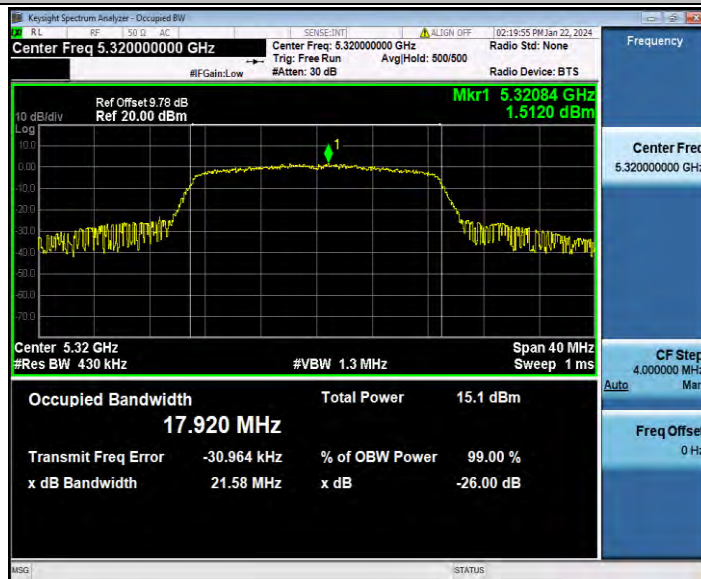 Keysight Spectrum Analyzer - Occupied BW
RL RF 50 Ω AC SENSE:INT ALIGN OFF 02:19:55 PM Jan 22, 2024
Center Freq 5.320000000 GHz
Center Freq: 5.320000000 GHz
Radio Std: None
Trig: Free Run Avg|Hold: 500/500
#IFGain:Low
#Atten: 30 dB
Radio Device: BTS
Frequency
Ref Offset 9.78 dB
10 dB/div Ref 20.00 dBm
Mkr1 5.32084 GHz
1.5120 dBm
Log
10.0
0.00
-10.0
-20.0
-30.0
-40.0
-50.0
-60.0
-70.0
1
Center 5.32 GHz Span 40 MHz
#Res BW 430 kHz #VBW 1.3 MHz Sweep 1 ms
Occupied Bandwidth Total Power 15.1 dBm
17.920 MHz
Transmit Freq Error -30.964 kHz % of OBW Power 99.00 %
x dB Bandwidth 21.58 MHz x dB -26.00 dB
Center Freq
5.320000000 GHz
CF Step
4.000000 MHz
Auto Man
Freq Offset
0 Hz
MSG STATUS